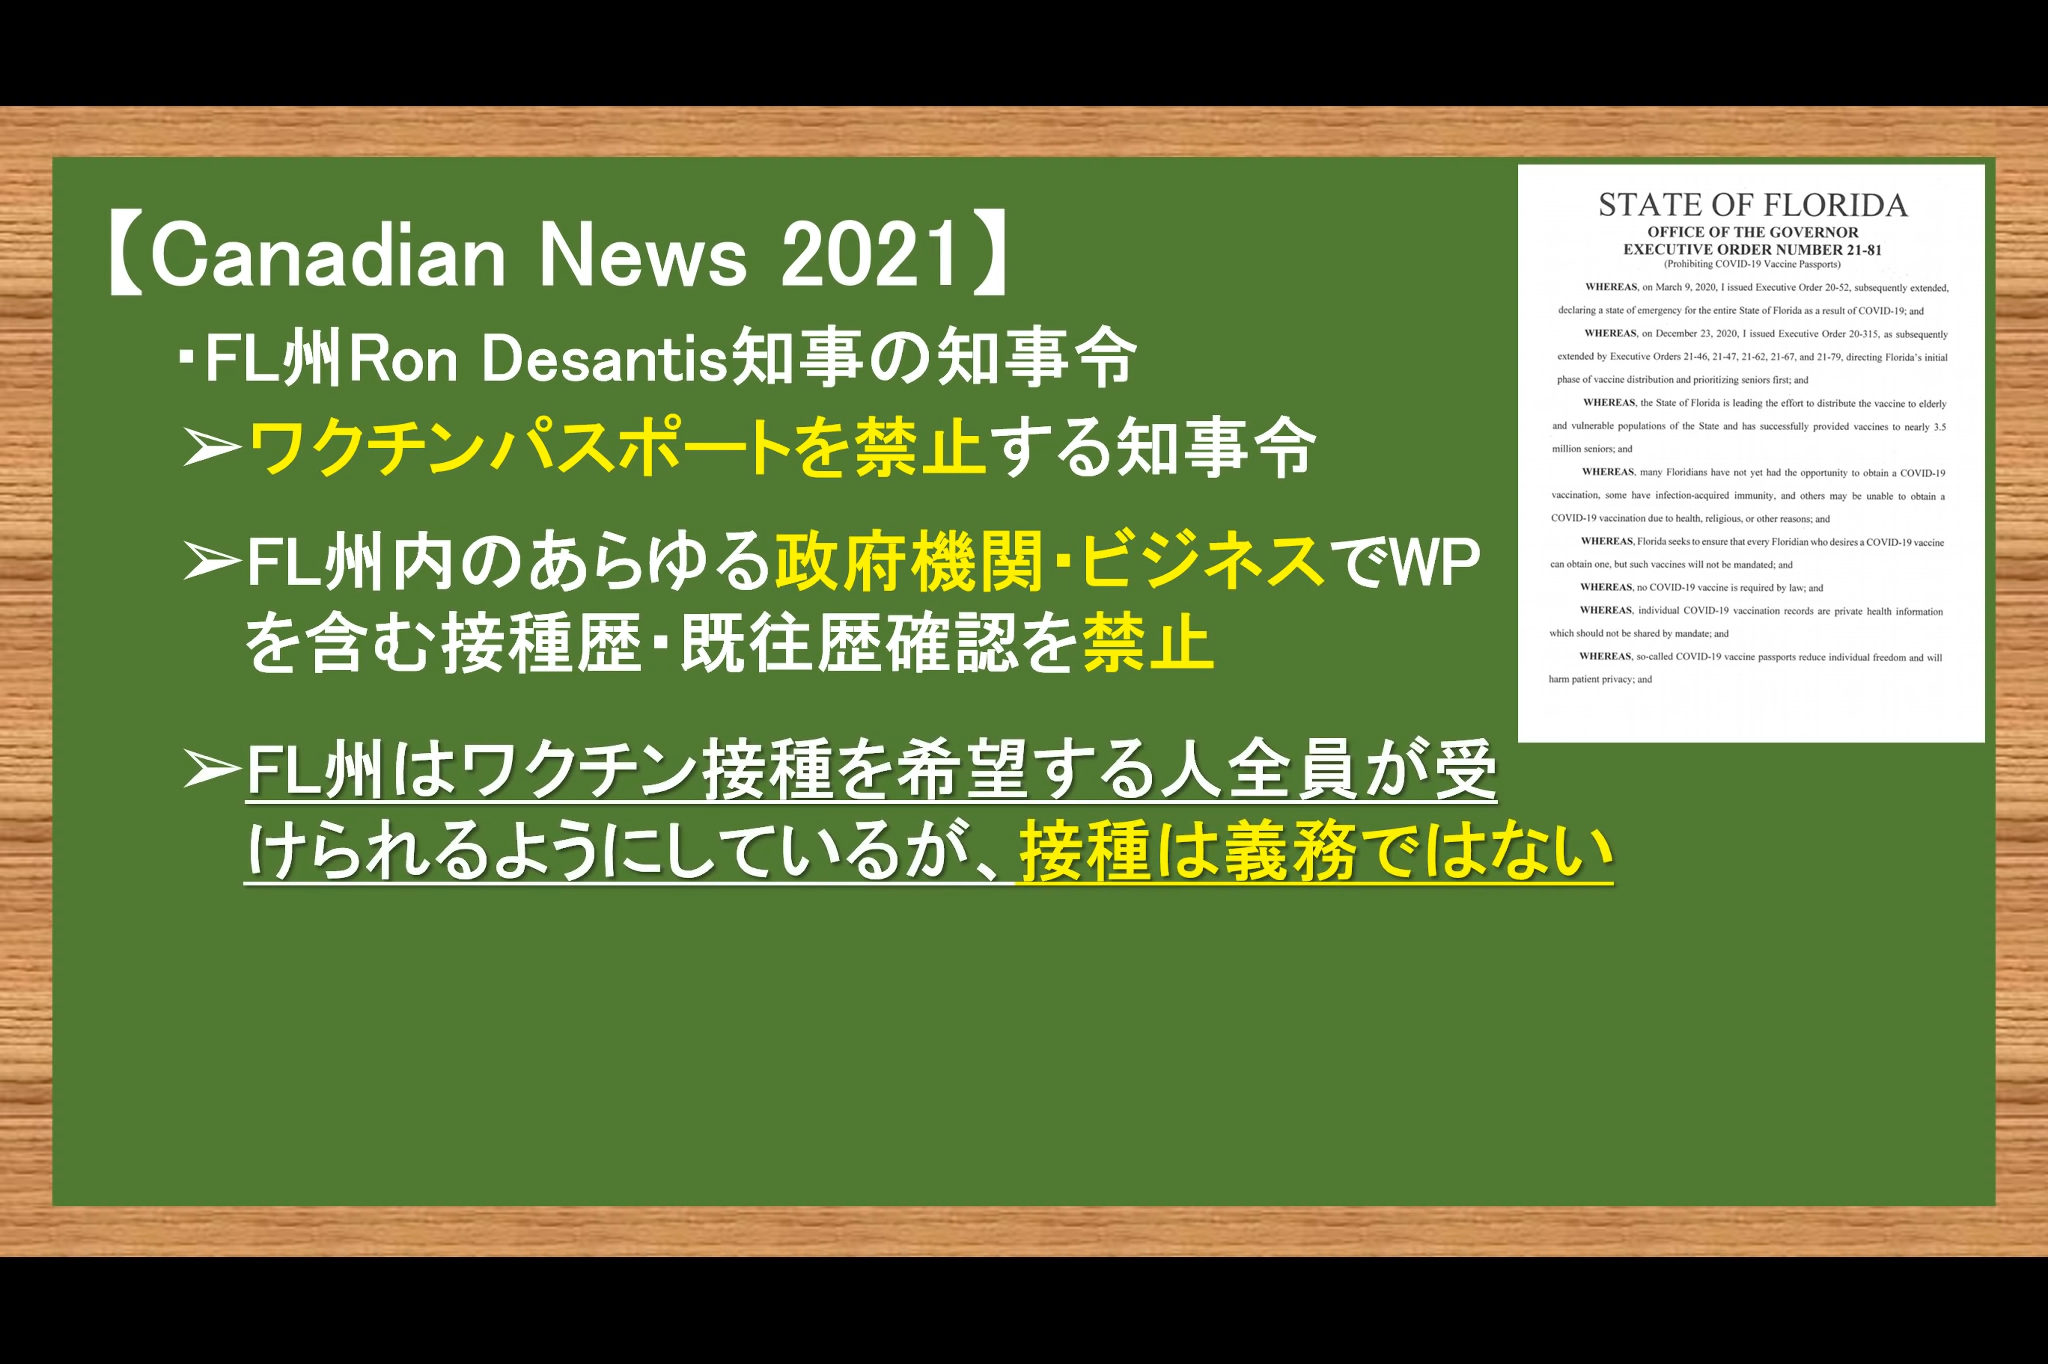 【Canadian News 2021】
・FL州Ron Desantis知事の知事令
➢ワクチンパスポートを禁止する知事令
➢FL州内のあらゆる政府機関・ビジネスでWP
を含む接種歴・既往歴確認を禁止
➢FL州はワクチン接種を希望する人全員が受
けられるようにしているが、接種は義務ではない
STATE OF FLORIDA
OFFICE OF THE GOVERNOR
EXECUTIVE ORDER NUMBER 21-81
(Prohibiting COVID-19 Vaccine Passports)
WHEREAS, on March 9, 2020, I issued Executive Order 20-52, subsequently extended,
declaring a state of emergency for the entire State of Florida as a result of COVID-19; and
WHEREAS, on December 23, 2020, I issued Executive Order 20-315, as subsequently
extended by Executive Orders 21-46, 21-47, 21-62, 21-67, and 21-79, directing Florida's initial
phase of vaccine distribution and prioritizing seniors first; and
WHEREAS, the State of Florida is leading the effort to distribute the vaccine to elderly
and vulnerable populations of the State and has successfully provided vaccines to nearly 3.5
million seniors; and
WHEREAS, many Floridians have not yet had the opportunity to obtain a COVID-19
vaccination, some have infection-acquired immunity, and others may be unable to obtain a
COVID-19 vaccination due to health, religious, or other reasons; and
WHEREAS, Florida seeks to ensure that every Floridian who desires a COVID-19 vaccine
can obtain one, but such vaccines will not be mandated; and
WHEREAS, no COVID-19 vaccine is required by law; and
WHEREAS, individual COVID-19 vaccination records are private health information
which should not be shared by mandate; and
WHEREAS, so-called COVID-19 vaccine passports reduce individual freedom and will
harm patient privacy; and